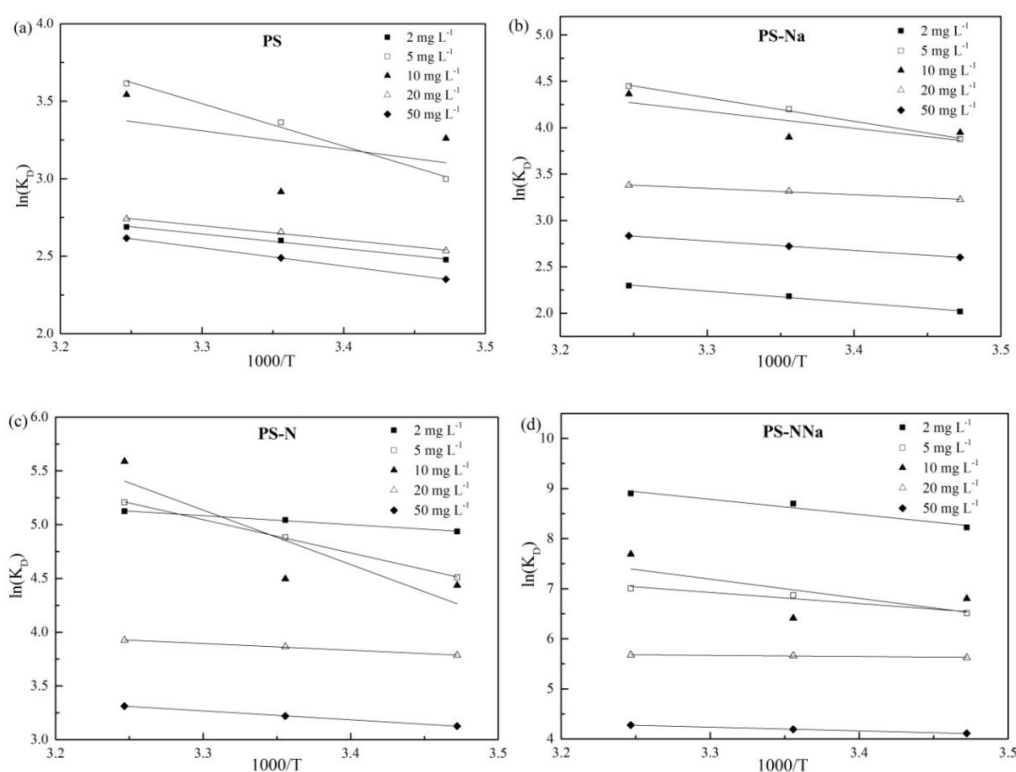 (a)
PS
2 mg L⁻¹
5 mg L⁻¹
10 mg L⁻¹
20 mg L⁻¹
50 mg L⁻¹
4.0
3.5
3.0
2.5
2.0
ln(K_D)
3.2 3.3 3.4 3.5
1000/T
(b)
PS-Na
2 mg L⁻¹
5 mg L⁻¹
10 mg L⁻¹
20 mg L⁻¹
50 mg L⁻¹
5.0
4.5
4.0
3.5
3.0
2.5
2.0
ln(K_D)
3.2 3.3 3.4 3.5
1000/T
(c)
PS-N
2 mg L⁻¹
5 mg L⁻¹
10 mg L⁻¹
20 mg L⁻¹
50 mg L⁻¹
6.0
5.5
5.0
4.5
4.0
3.5
3.0
ln(K_D)
3.2 3.3 3.4 3.5
1000/T
(d)
PS-NNa
2 mg L⁻¹
5 mg L⁻¹
10 mg L⁻¹
20 mg L⁻¹
50 mg L⁻¹
10
9
8
7
6
5
4
ln(K_D)
3.2 3.3 3.4 3.5
1000/T